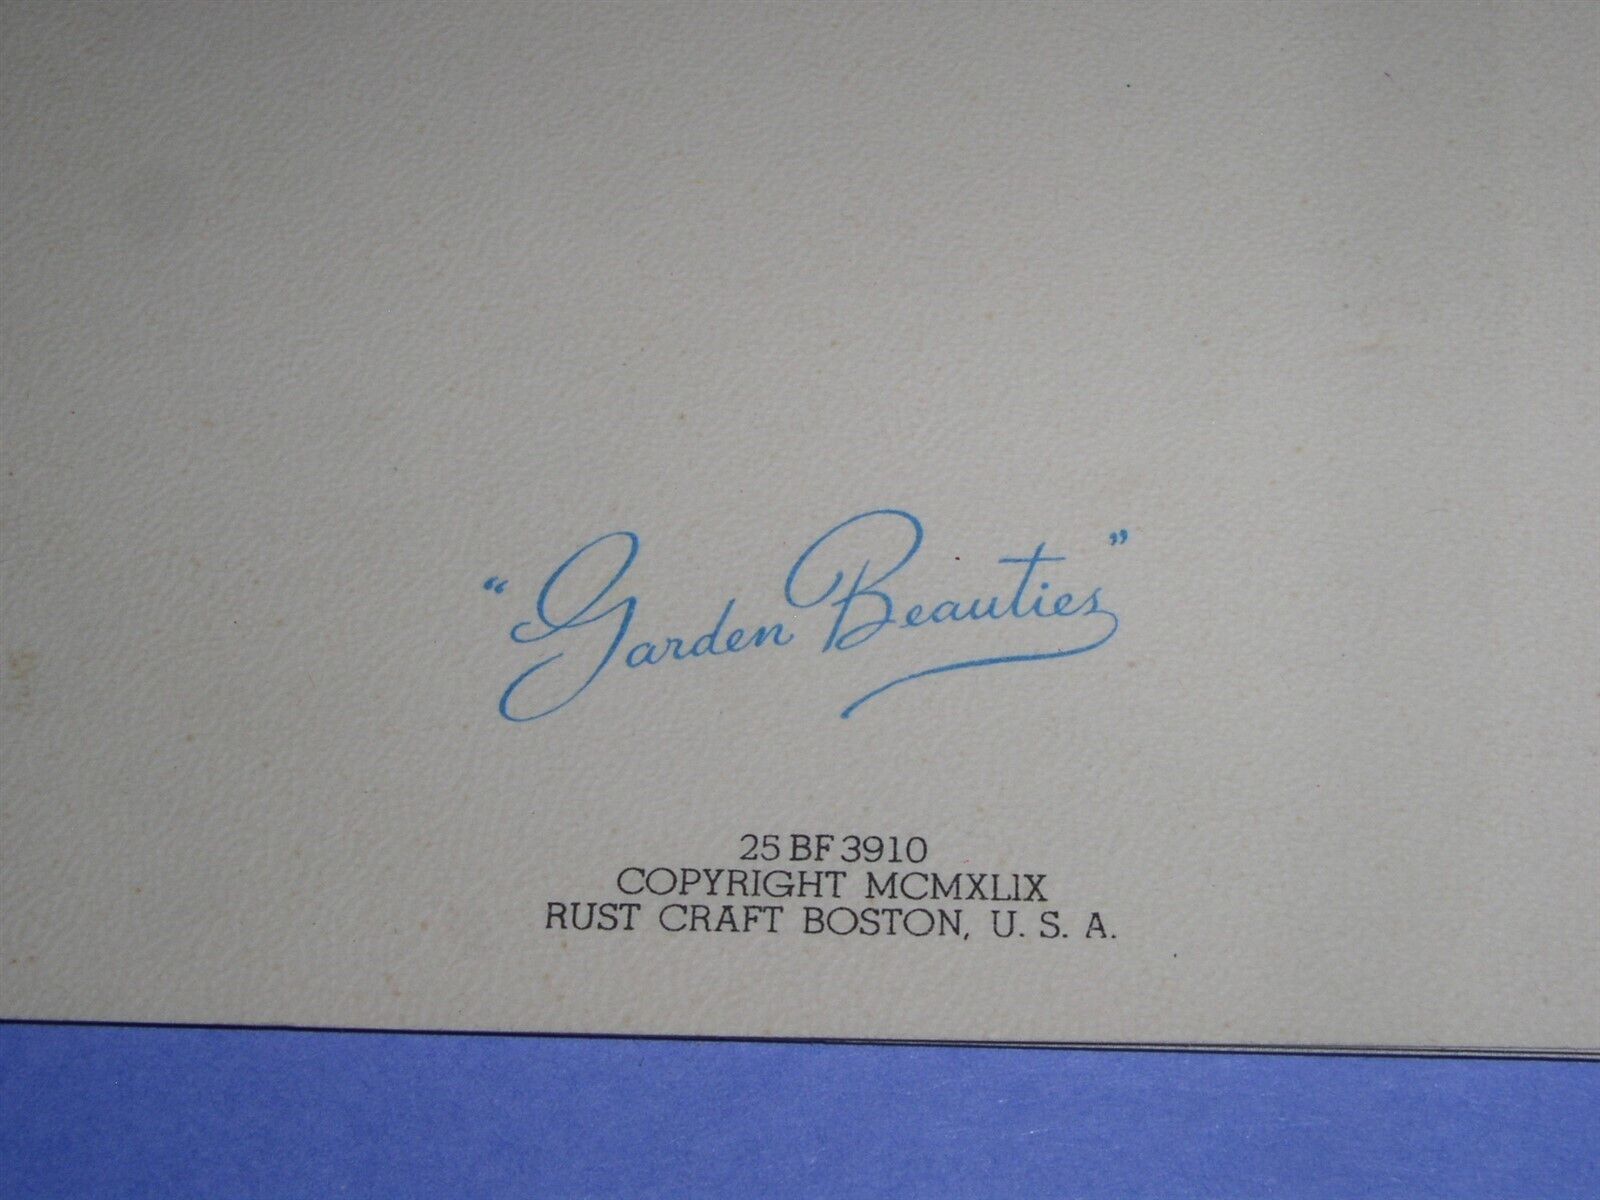 “Garden Beauties”
25 BF 3910
COPYRIGHT MCMXLIX
RUST CRAFT BOSTON, U. S. A.